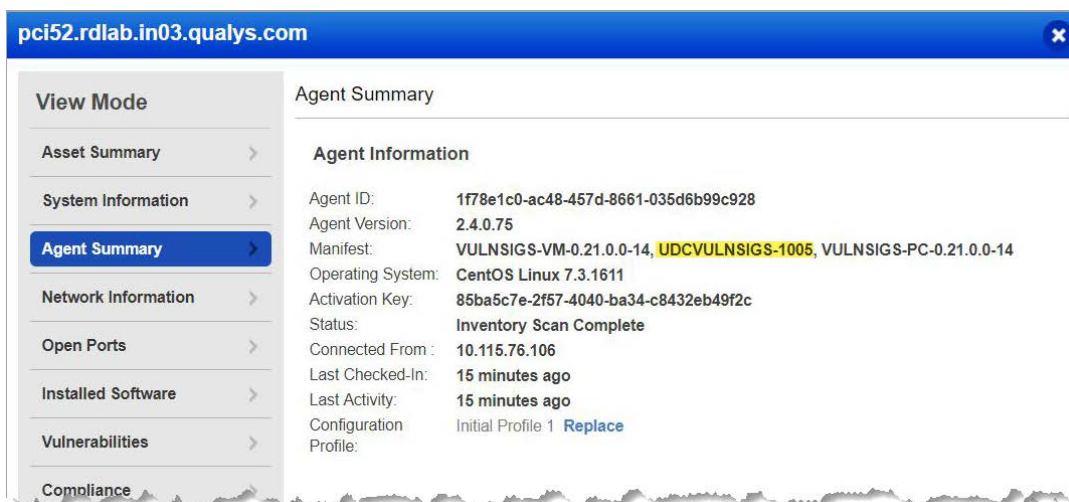 pci52.rdlab.in03.qualys.com
View Mode
Asset Summary
System Information
Agent Summary
Network Information
Open Ports
Installed Software
Vulnerabilities
Compliance
Agent Summary
Agent Information
Agent ID: 1f78e1c0-ac48-457d-8661-035d6b99c928
Agent Version: 2.4.0.75
Manifest: VULNSIGS-VM-0.21.0.0-14, UDCVULNSIGS-1005, VULNSIGS-PC-0.21.0.0-14
Operating System: CentOS Linux 7.3.1611
Activation Key: 85ba5c7e-2f57-4040-ba34-c8432eb49f2c
Status: Inventory Scan Complete
Connected From : 10.115.76.106
Last Checked-In: 15 minutes ago
Last Activity: 15 minutes ago
Configuration Initial Profile 1 Replace
Profile: